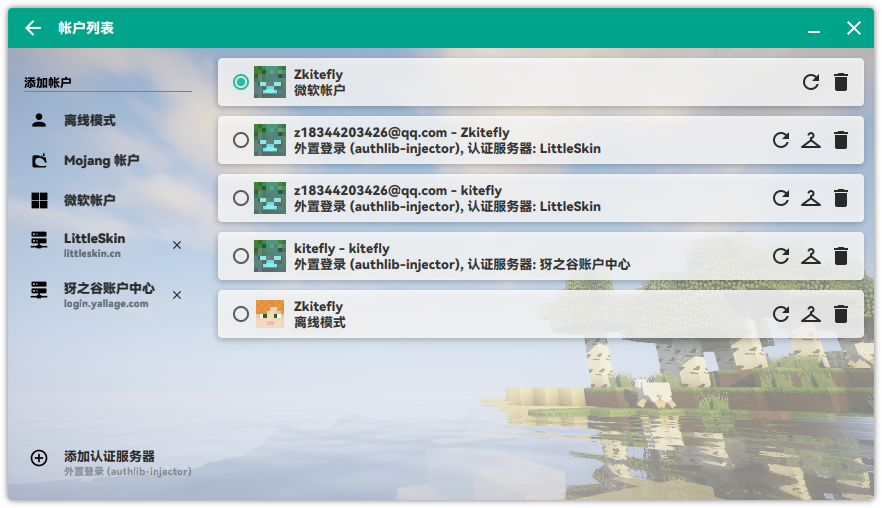 帐户列表
添加帐户
离线模式
Mojang 帐户
微软帐户
LittleSkin
littleskin.cn
犽之谷账户中心
login.yallage.com
添加认证服务器
外置登录 (authlib-injector)
Zkitefly
微软帐户
z18344203426@qq.com - Zkitefly
外置登录 (authlib-injector), 认证服务器: LittleSkin
z18344203426@qq.com - kitefly
外置登录 (authlib-injector), 认证服务器: LittleSkin
kitefly - kitefly
外置登录 (authlib-injector), 认证服务器: 犽之谷账户中心
Zkitefly
离线模式